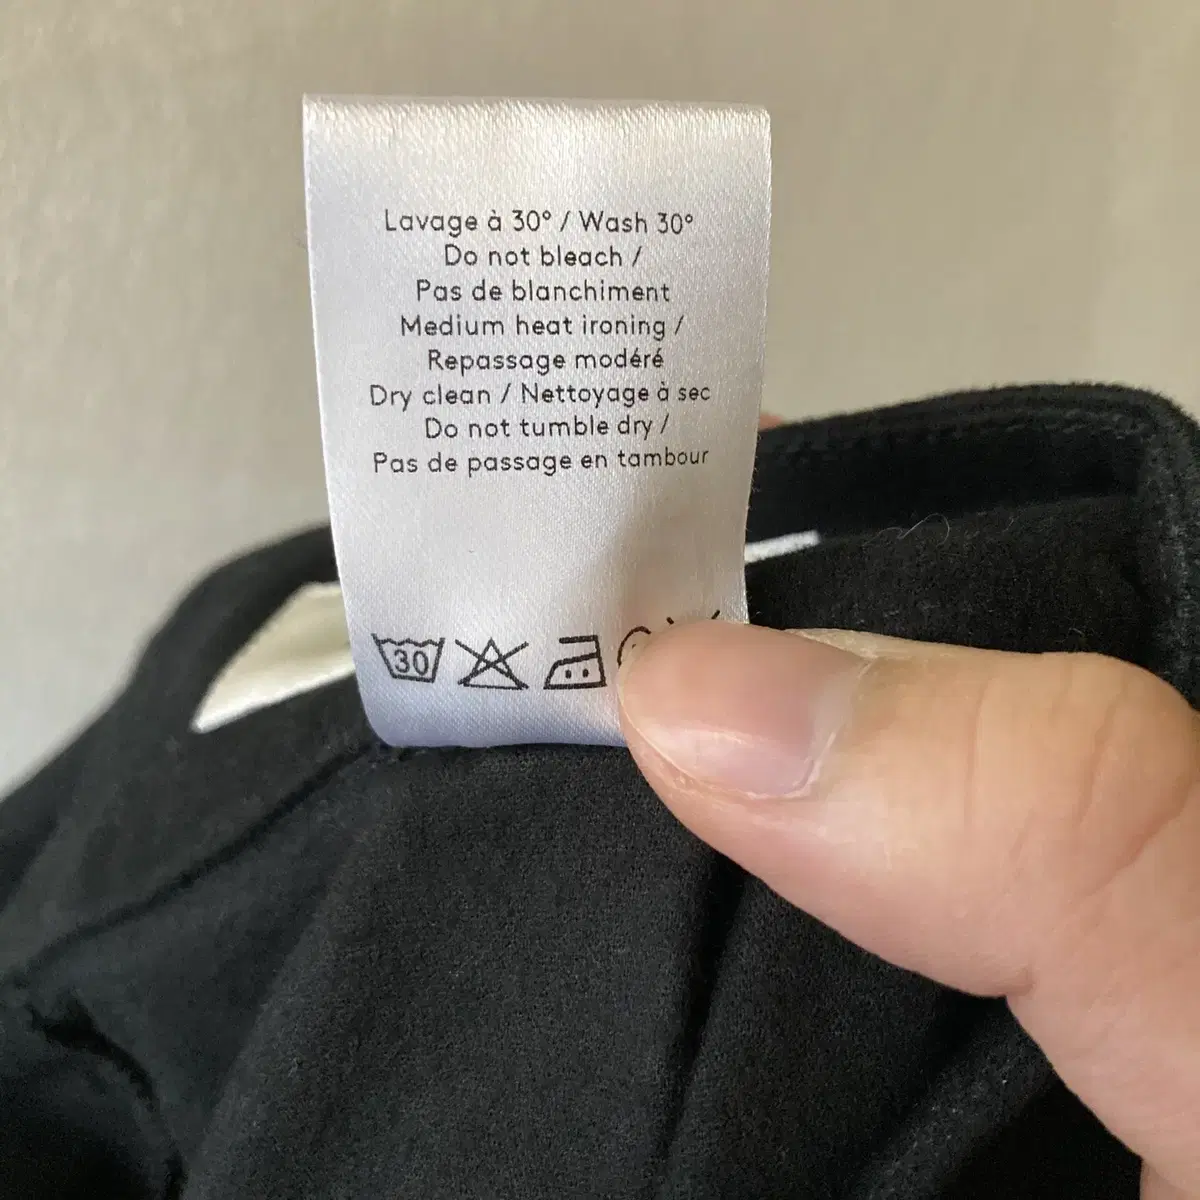 Lavage à 30° / Wash 30°
Do not bleach /
Pas de blanchiment
Medium heat ironing /
Repassage modéré
Dry clean / Nettoyage à sec
Do not tumble dry /
Pas de passage en tambour
30